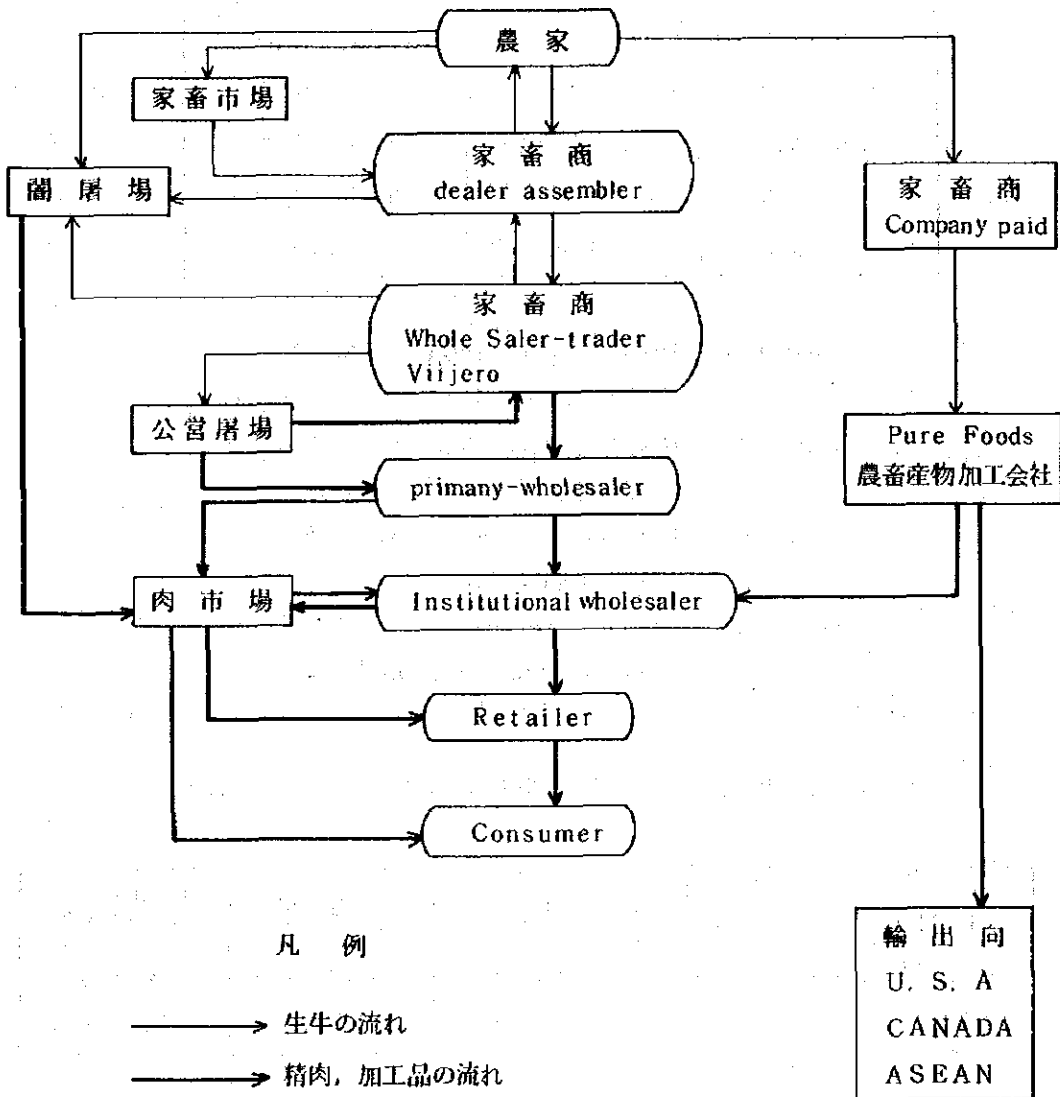 農家
家畜市場
家畜商
dealer assembler
闇屠場
家畜商
Company paid
家畜商
Whole Saler-trader
Viijero
公営屠場
Pure Foods
農畜産物加工会社
primany-wholesaler
肉市場
Institutional wholesaler
Retailer
Consumer
凡例
生牛の流れ
精肉，加工品の流れ
輸出向
U. S. A
CANADA
ASEAN